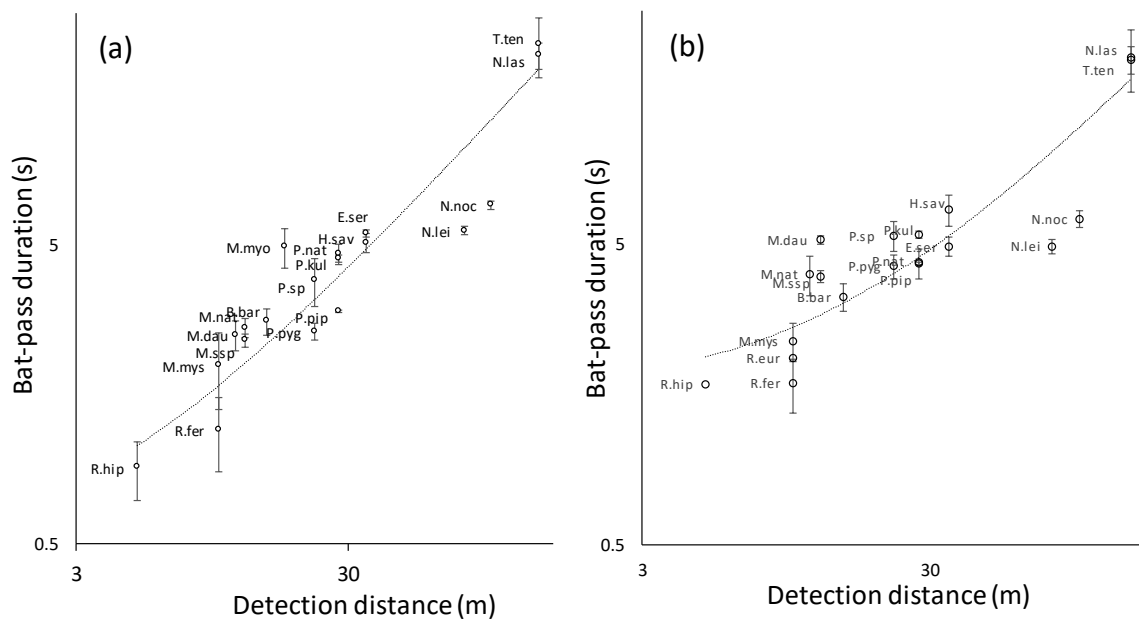 (a)
T.ten
N.las
N.noc
E.ser
N.lei
H.sav
M.myo
P.nat
P.kul
P.sp
B.bar
P.pip
M.nat
P.pyg
M.dau
M.ssp
M.mys
R.fer
R.hip
5
0.5
3
30
Bat-pass duration (s)
Detection distance (m)
(b)
N.las
T.ten
H.sav
N.noc
P.kul
P.sp
M.dau
E.ser
N.lei
P.nat
P.pyg
M.nat
P.pip
M.ssp
B.bar
M.mys
R.eur
R.hip
R.fer
5
0.5
3
30
Bat-pass duration (s)
Detection distance (m)